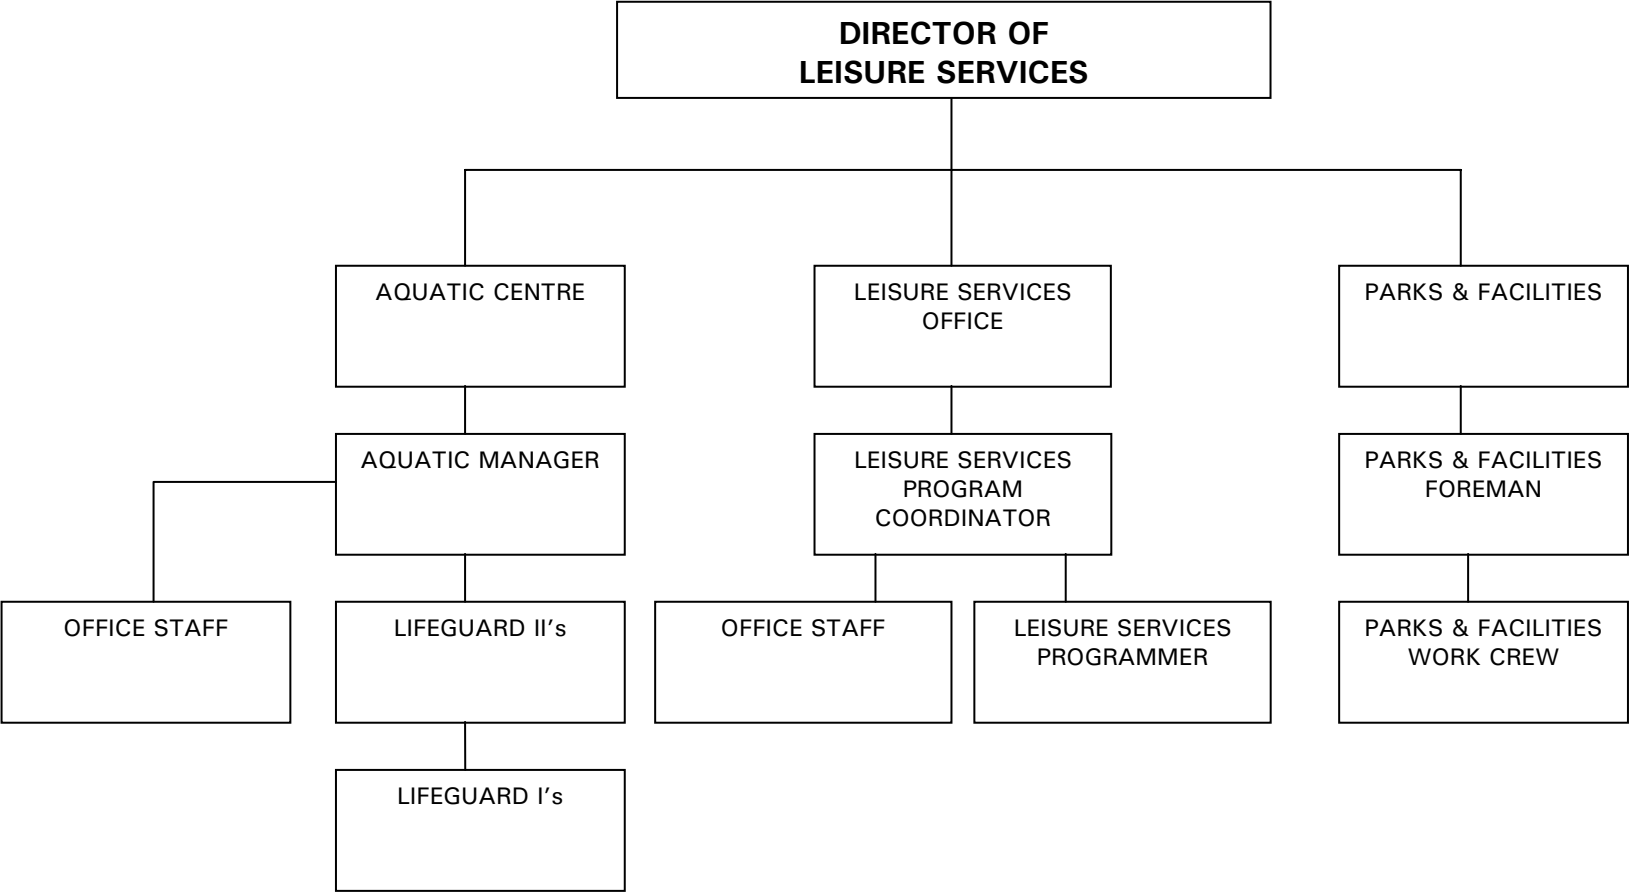 DIRECTOR OF
LEISURE SERVICES
AQUATIC CENTRE
LEISURE SERVICES
OFFICE
PARKS & FACILITIES
AQUATIC MANAGER
LEISURE SERVICES
PROGRAM
COORDINATOR
PARKS & FACILITIES
FOREMAN
OFFICE STAFF
LIFEGUARD II's
OFFICE STAFF
LEISURE SERVICES
PROGRAMMER
PARKS & FACILITIES
WORK CREW
LIFEGUARD I's